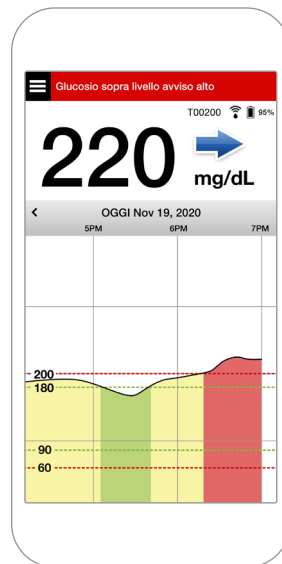 Glucosio sopra livello avviso alto
T00200 95%
220
mg/dL
OGGI Nov 19, 2020
5PM 6PM 7PM
200
180
90
60